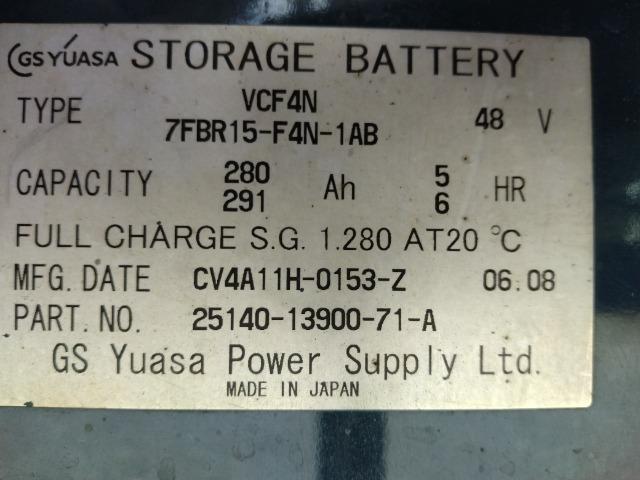 GS YUASA STORAGE BATTERY
TYPE VCF4N 7FBR15-F4N-1AB 48 V
CAPACITY 280 291 Ah 5 6 HR
FULL CHARGE S.G. 1.280 AT20 °C
MFG. DATE CV4A11H-0153-Z 06.08
PART. NO. 25140-13900-71-A
GS Yuasa Power Supply Ltd.
MADE IN JAPAN